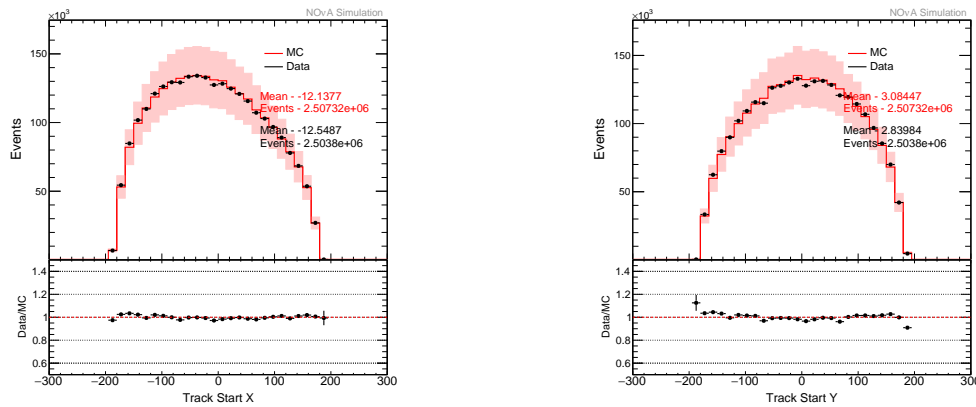 NOνA Simulation
×10³
150
100
50
Events
MC
Data
Mean - -12.1377
Events - 2.50732e+06
Mean - -12.5487
Events - 2.5038e+06
1.4
1.2
1
0.8
0.6
Data/MC
−300 −200 −100 0 100 200 300
Track Start X
NOνA Simulation
×10³
150
100
50
Events
MC
Data
Mean - 3.08447
Events - 2.50732e+06
Mean - 2.83984
Events - 2.5038e+06
1.4
1.2
1
0.8
0.6
Data/MC
−300 −200 −100 0 100 200 300
Track Start Y